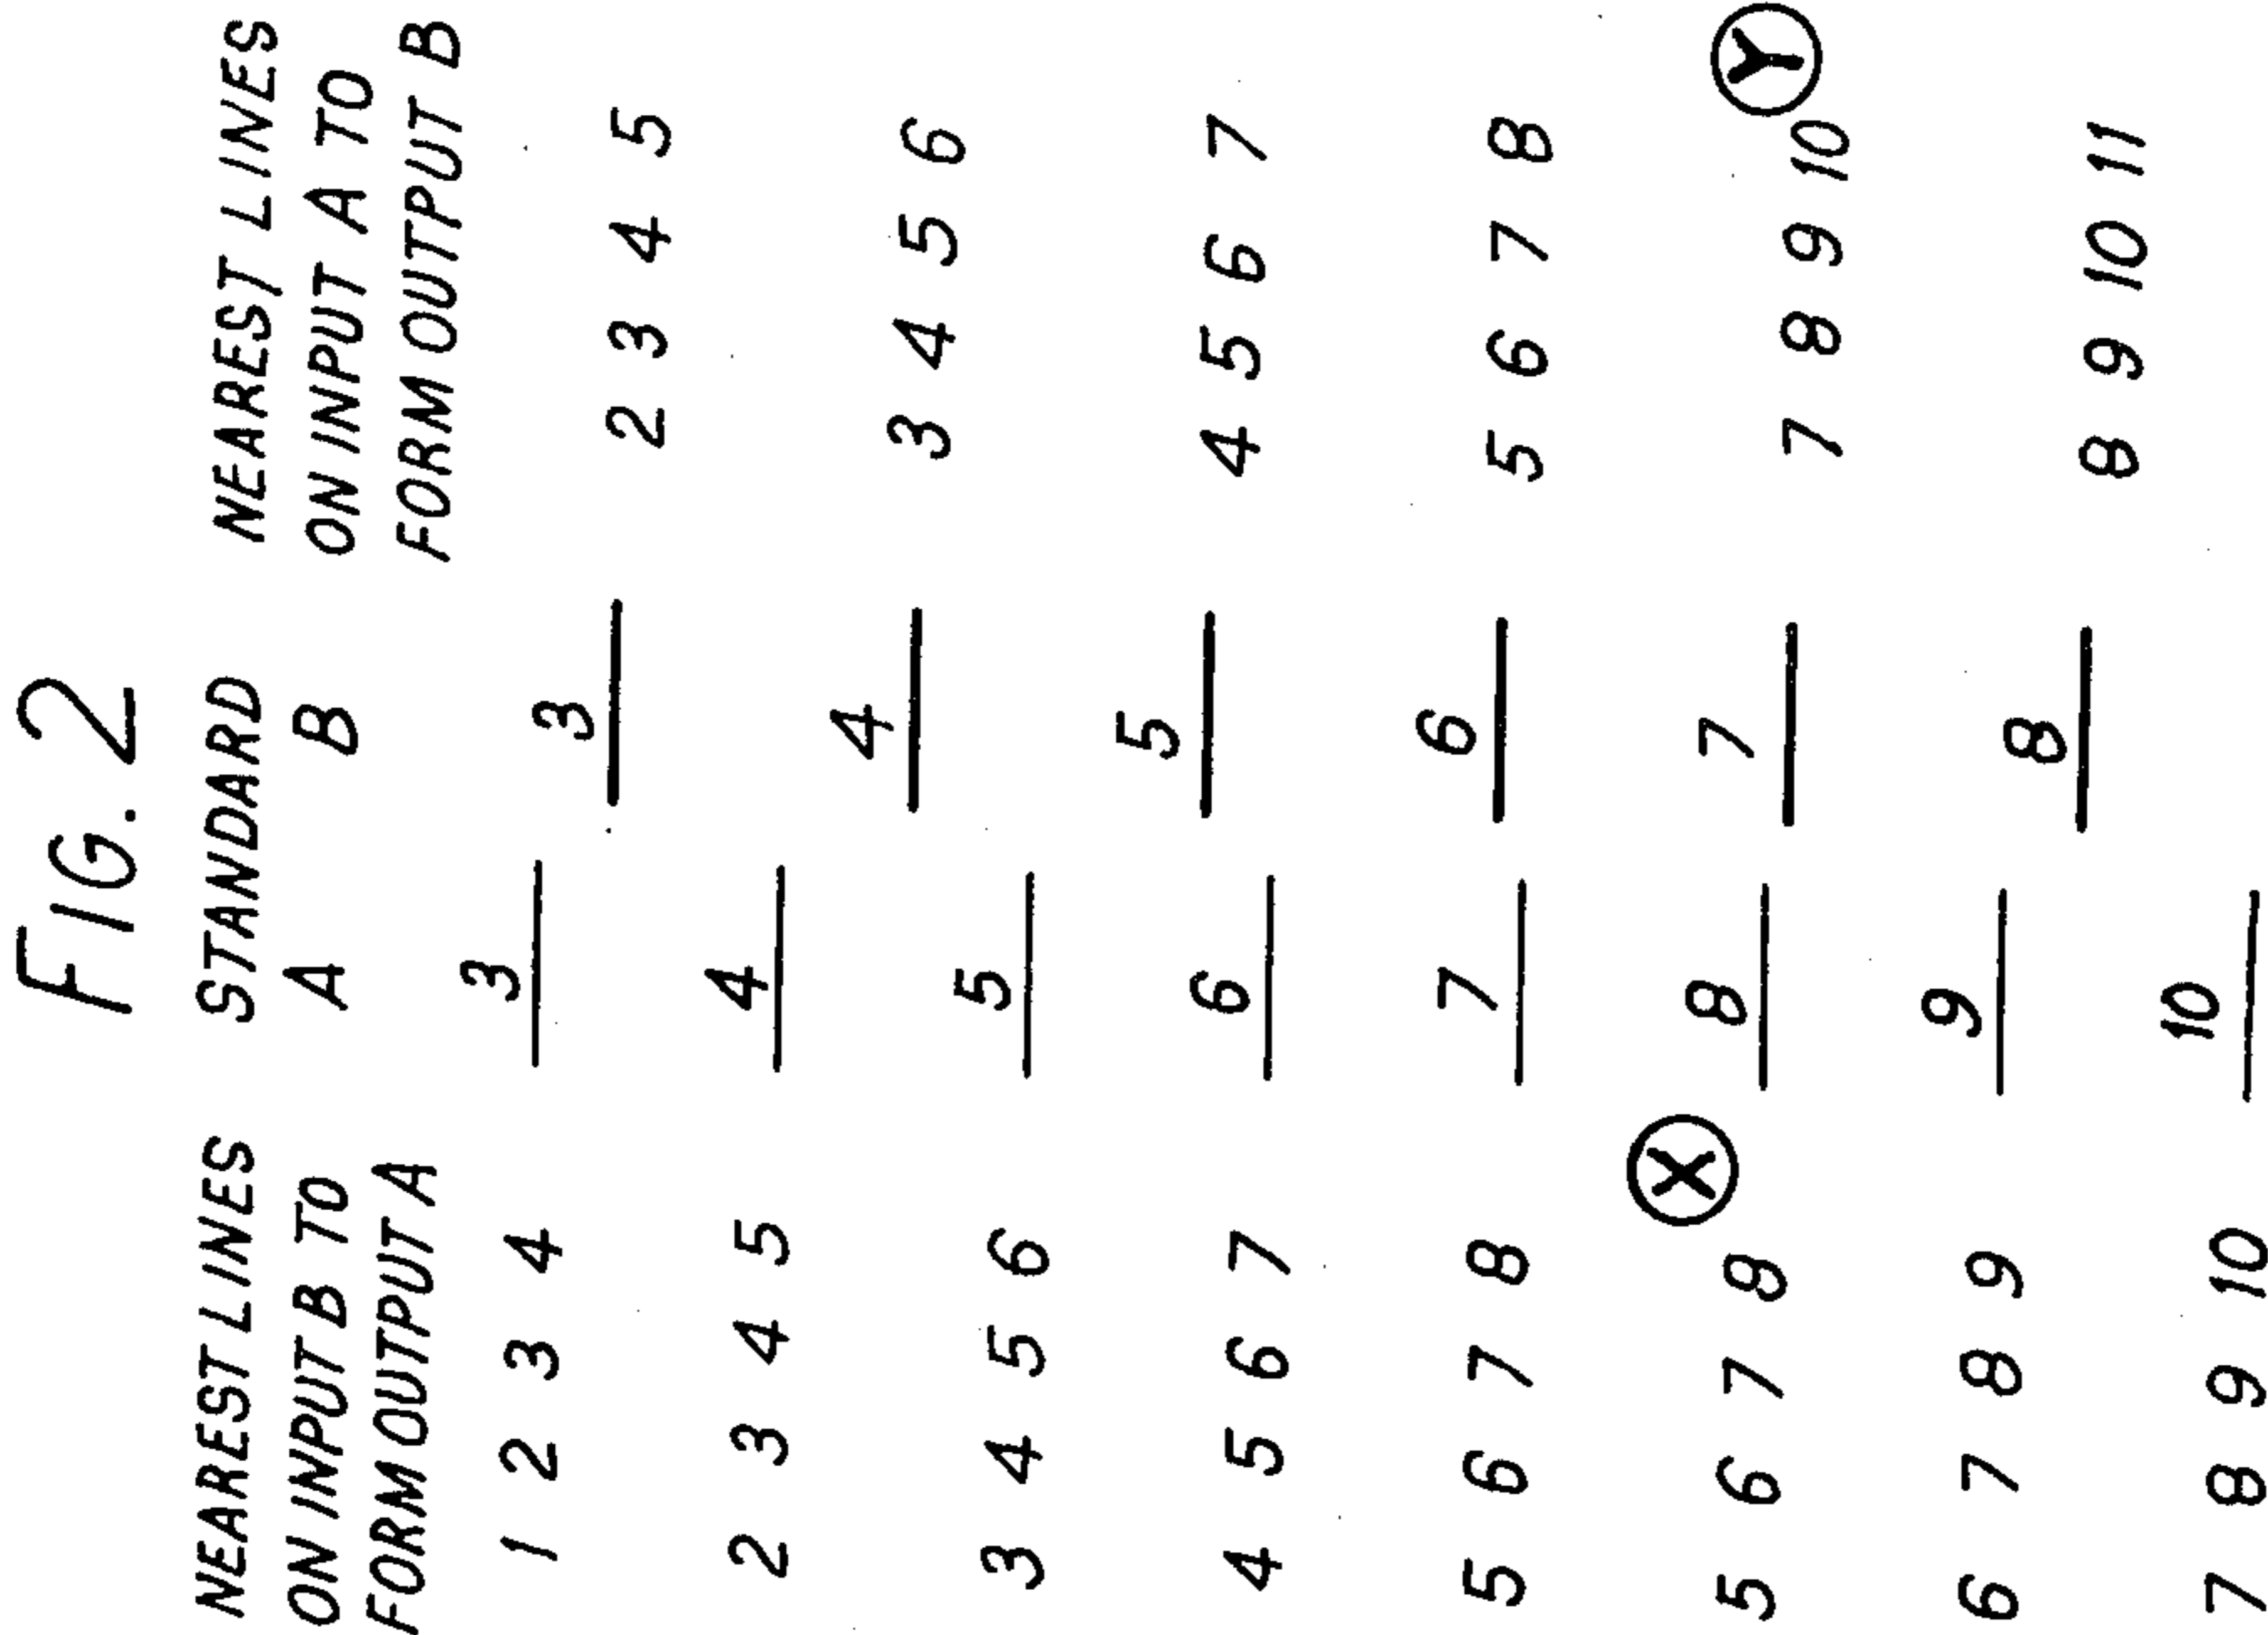 FIG. 2
NEAREST LINES
ON INPUT B TO
FORM OUTPUT A
1 2 3 4
2 3 4 5
3 4 5 6
4 5 6 7
5 6 7 8
X
5 6 7 8
6 7 8 9
7 8 9 10
STANDARD
A B
3
4
5
6
7
8
9
10
3
4
5
6
7
8
NEAREST LINES
ON INPUT A TO
FORM OUTPUT B
2 3 4 5
3 4 5 6
4 5 6 7
5 6 7 8
Y
7 8 9 10
8 9 10 11